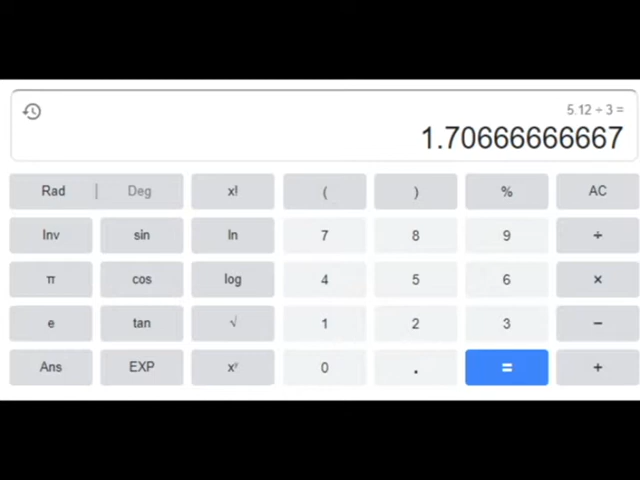 5.12 ÷ 3 =
1.70666666667
Rad | Deg x! ( ) % AC
Inv sin ln 7 8 9 ÷
π cos log 4 5 6 ×
e tan √ 1 2 3 −
Ans EXP xʸ 0 . = +